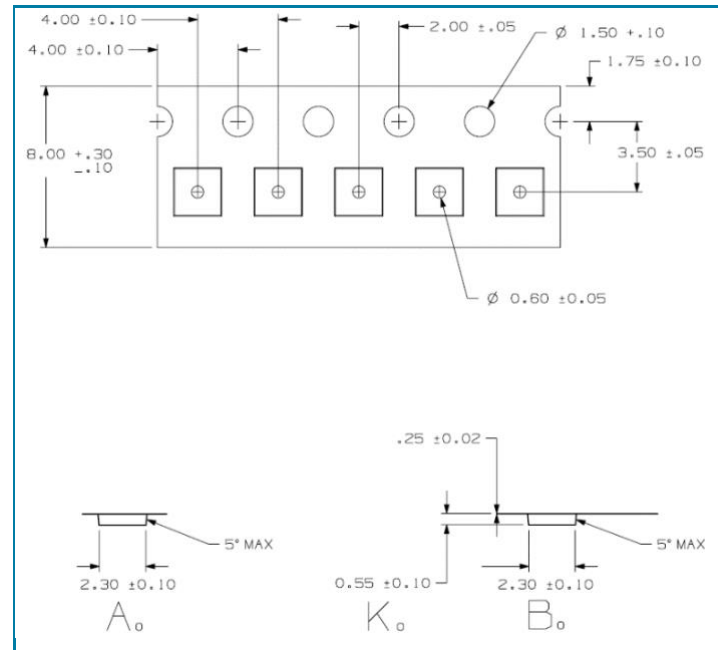 4.00 ±0.10
2.00 ±.05
Ø 1.50 +.10
4.00 ±0.10
1.75 ±0.10
8.00 +.30
-.10
3.50 ±.05
Ø 0.60 ±0.05
.25 ±0.02
5° MAX
5° MAX
2.30 ±0.10
0.55 ±0.10
2.30 ±0.10
A₀
K₀
B₀